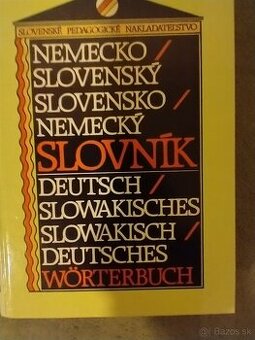 SLOVENSKÉ PEDAGOGICKÉ NAKLADATEĽSTVO
NEMECKO /
SLOVENSKÝ
SLOVENSKO /
NEMECKÝ
SLOVNÍK
DEUTSCH /
SLOWAKISCHES
SLOWAKISCH /
DEUTSCHES
WÖRTERBUCH
Bazos.sk